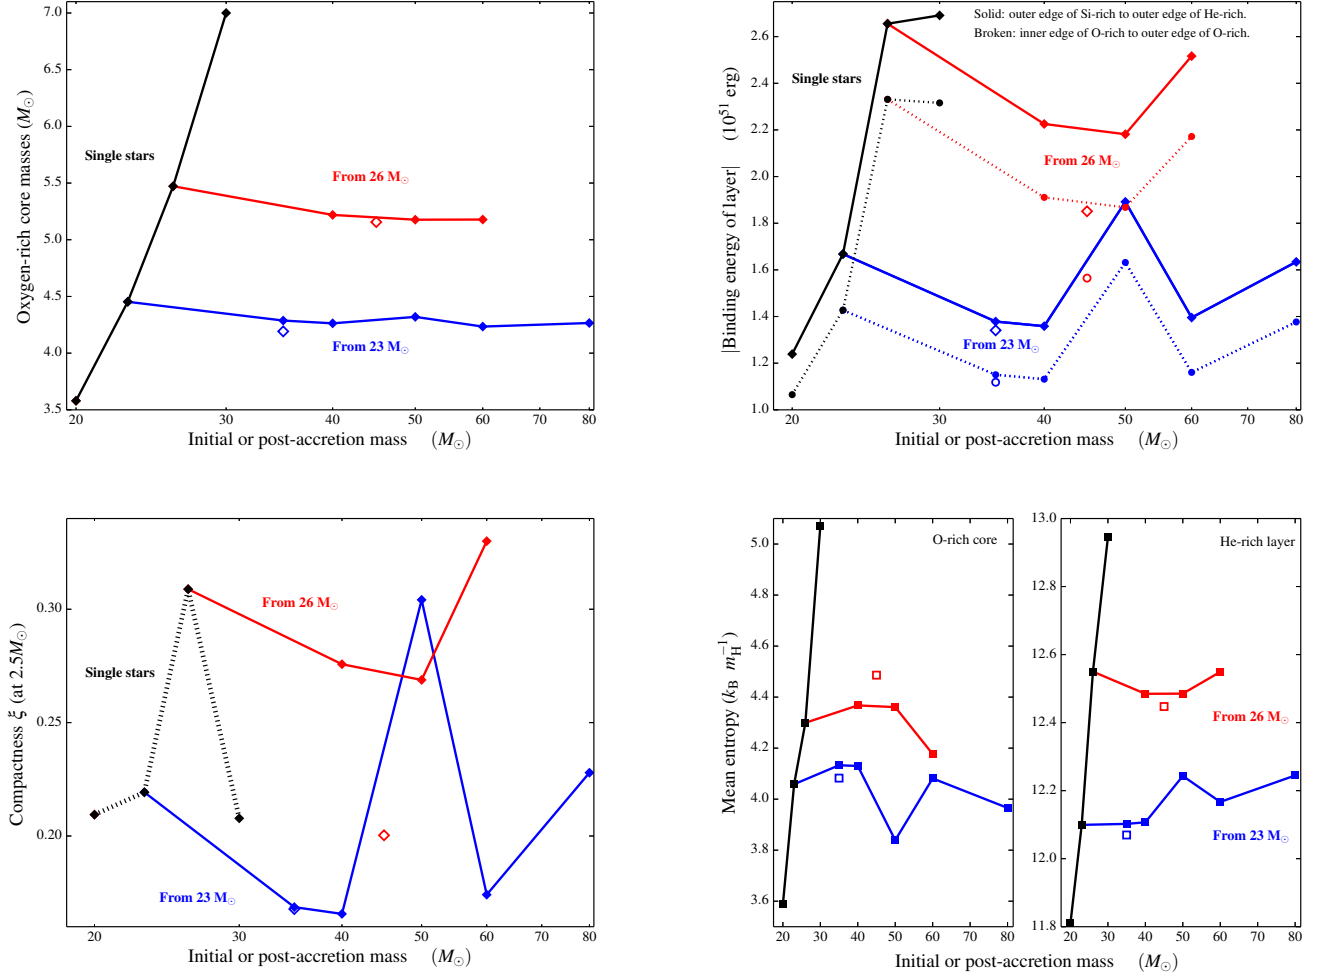 7.0
6.5
6.0
5.5
5.0
4.5
4.0
3.5
Oxygen-rich core masses (M☉)
Single stars
From 26 M☉
From 23 M☉
20 30 40 50 60 70 80
Initial or post-accretion mass (M☉)
Solid: outer edge of Si-rich to outer edge of He-rich.
Broken: inner edge of O-rich to outer edge of O-rich.
2.6
2.4
2.2
2.0
1.8
1.6
1.4
1.2
1.0
|Binding energy of layer| (10^51 erg)
Single stars
From 26 M☉
From 23 M☉
20 30 40 50 60 70 80
Initial or post-accretion mass (M☉)
0.30
0.25
0.20
Compactness ξ (at 2.5M☉)
Single stars
From 26 M☉
From 23 M☉
20 30 40 50 60 70 80
Initial or post-accretion mass (M☉)
O-rich core
5.0
4.8
4.6
4.4
4.2
4.0
3.8
3.6
Mean entropy (k_B m_H^−1)
20 30 40 50 60 70 80
He-rich layer
13.0
12.8
12.6
12.4
12.2
12.0
11.8
From 26 M☉
From 23 M☉
20 30 40 50 60 70 80
Initial or post-accretion mass (M☉)